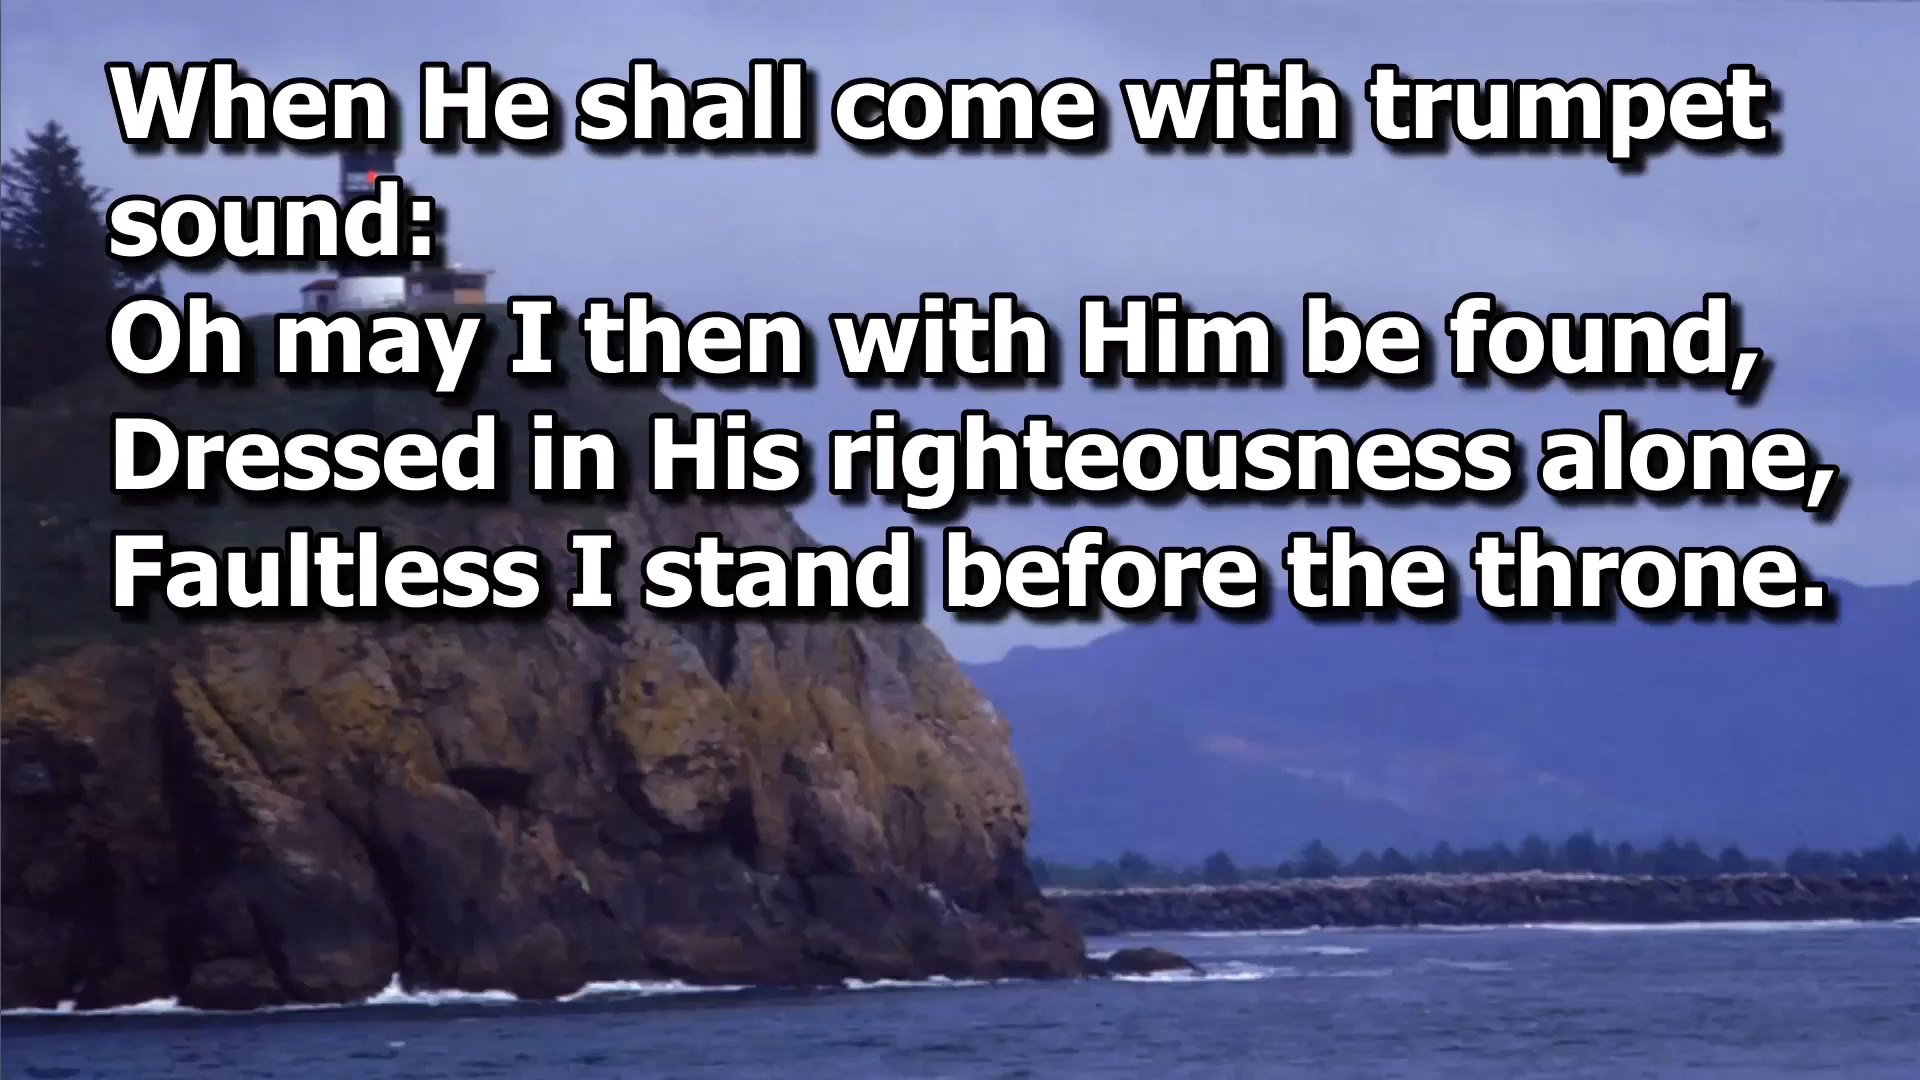 When He shall come with trumpet
sound:
Oh may I then with Him be found,
Dressed in His righteousness alone,
Faultless I stand before the throne.